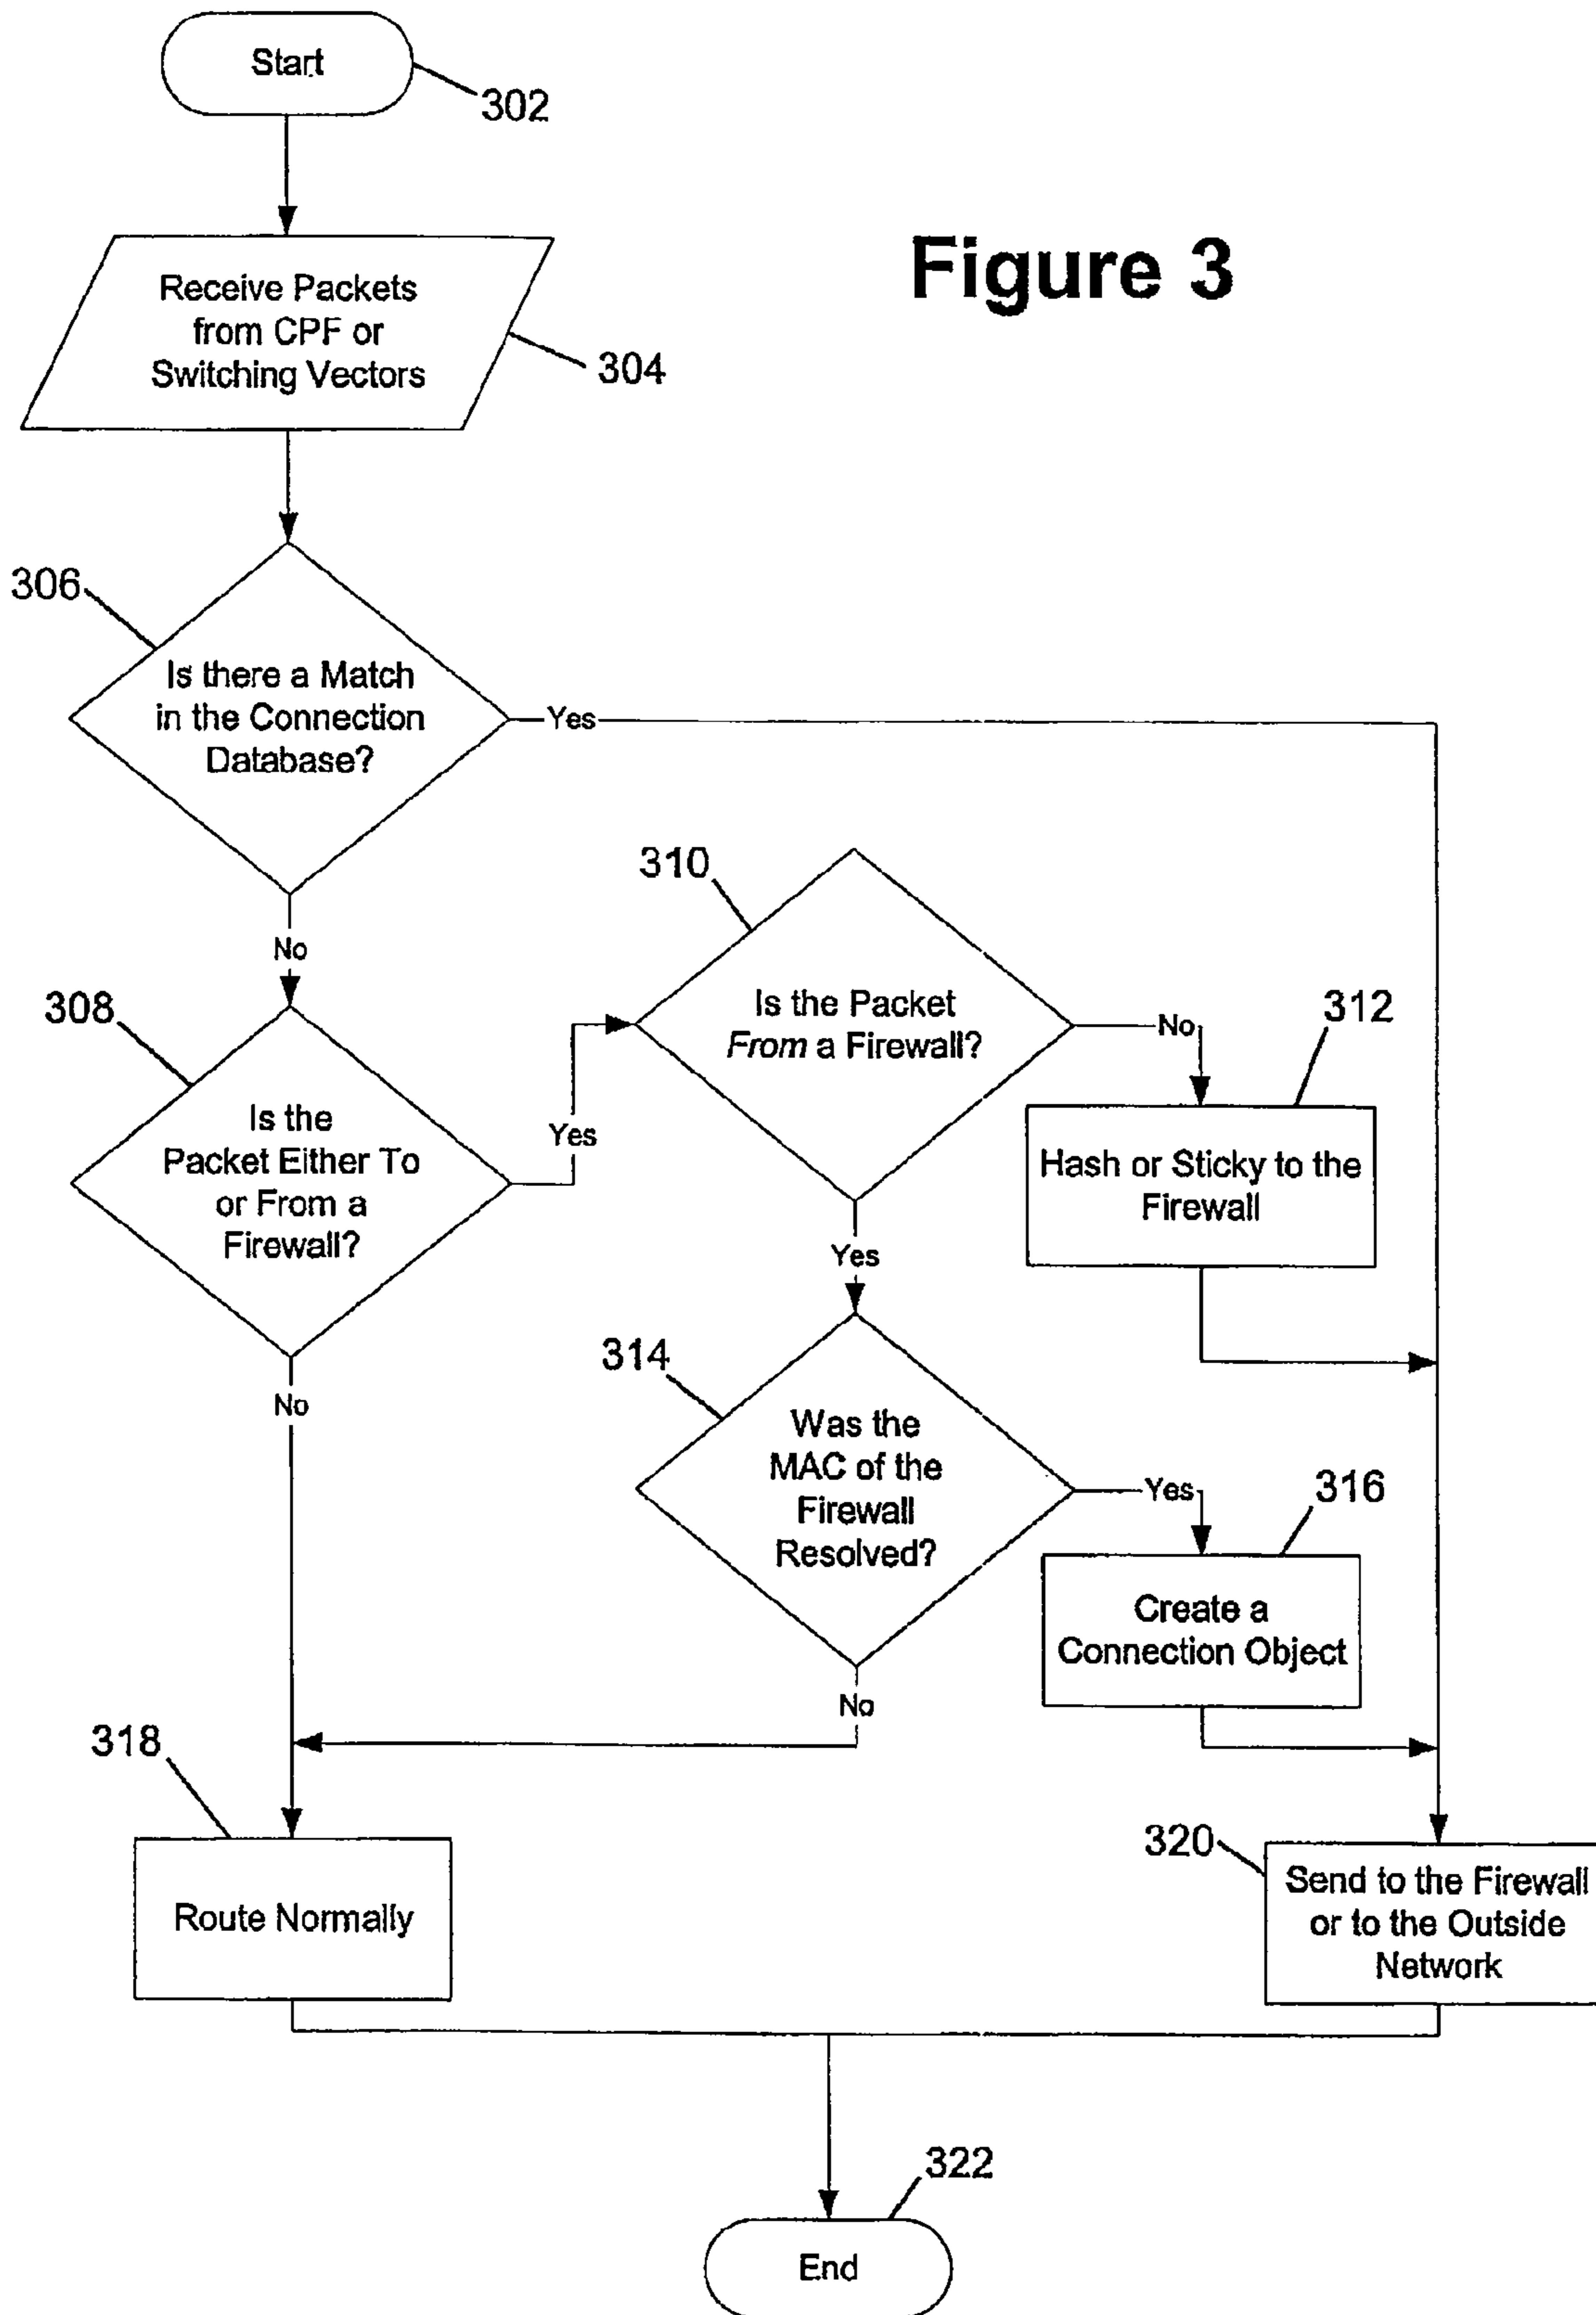 Start
302
Figure 3
Receive Packets
from CPF or
Switching Vectors
304
306
Is there a Match
in the Connection
Database?
Yes
No
308
Is the
Packet Either To
or From a
Firewall?
Yes
No
310
Is the Packet
From a Firewall?
No
Yes
312
Hash or Sticky to the
Firewall
314
Was the
MAC of the
Firewall
Resolved?
Yes
No
316
Create a
Connection Object
318
Route Normally
320
Send to the Firewall
or to the Outside
Network
322
End